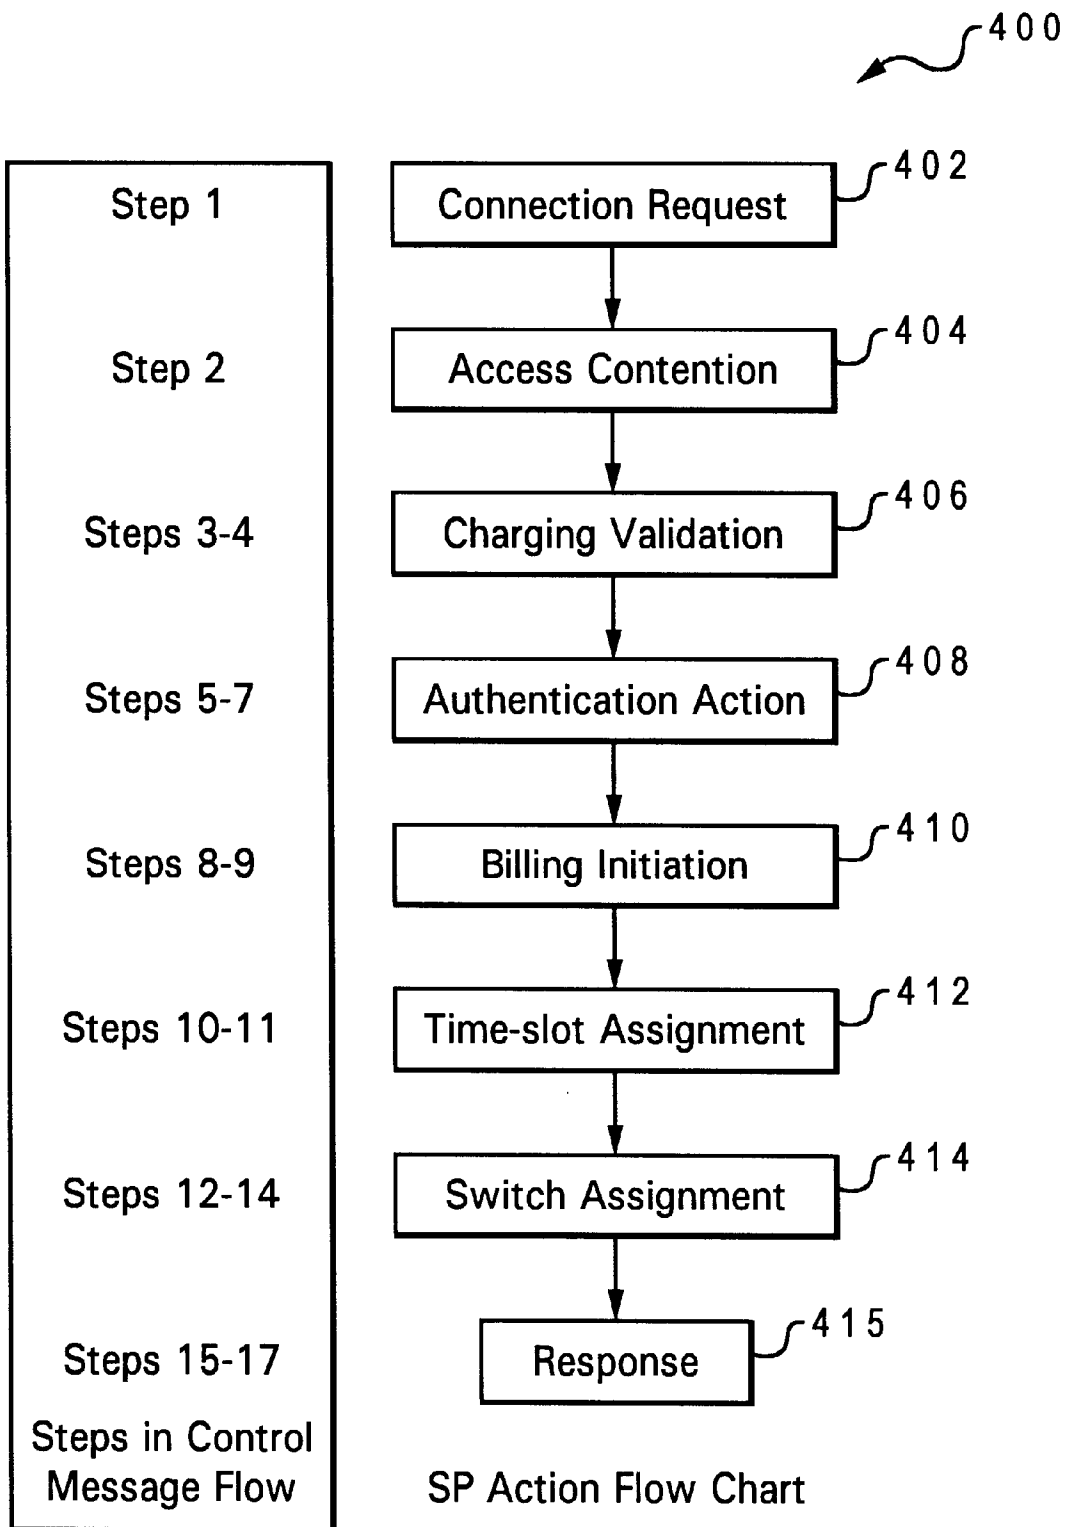 400
Step 1
Connection Request
402
Step 2
Access Contention
404
Steps 3-4
Charging Validation
406
Steps 5-7
Authentication Action
408
Steps 8-9
Billing Initiation
410
Steps 10-11
Time-slot Assignment
412
Steps 12-14
Switch Assignment
414
Steps 15-17
Response
415
Steps in Control
Message Flow
SP Action Flow Chart